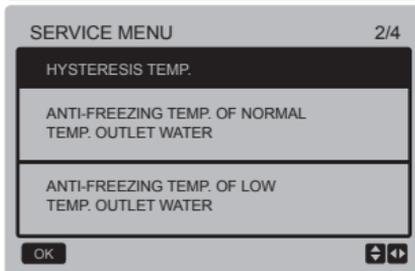 SERVICE MENU 2/4
HYSTERESIS TEMP.
ANTI-FREEZING TEMP. OF NORMAL
TEMP. OUTLET WATER
ANTI-FREEZING TEMP. OF LOW
TEMP. OUTLET WATER
OK